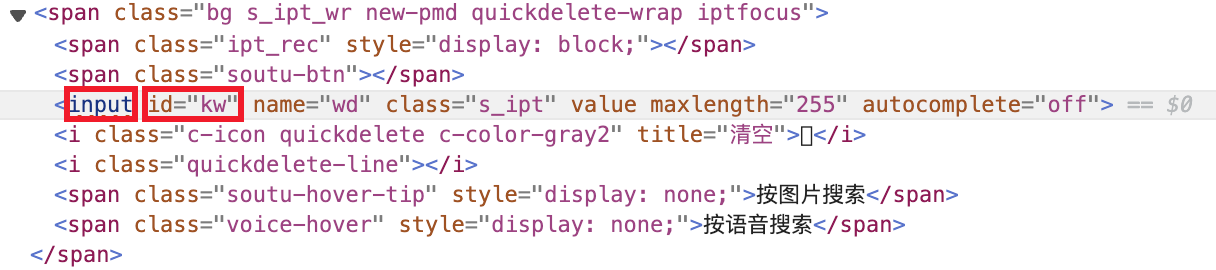 <span class="bg s_ipt_wr new-pmd quickdelete-wrap iptfocus">
<span class="ipt_rec" style="display: block;"></span>
<span class="soutu-btn"></span>
<input id="kw" name="wd" class="s_ipt" value maxlength="255" autocomplete="off"> == $0
<i class="c-icon quickdelete c-color-gray2" title="清空"></i>
<i class="quickdelete-line"></i>
<span class="soutu-hover-tip" style="display: none;">按图片搜索</span>
<span class="voice-hover" style="display: none;">按语音搜索</span>
</span>